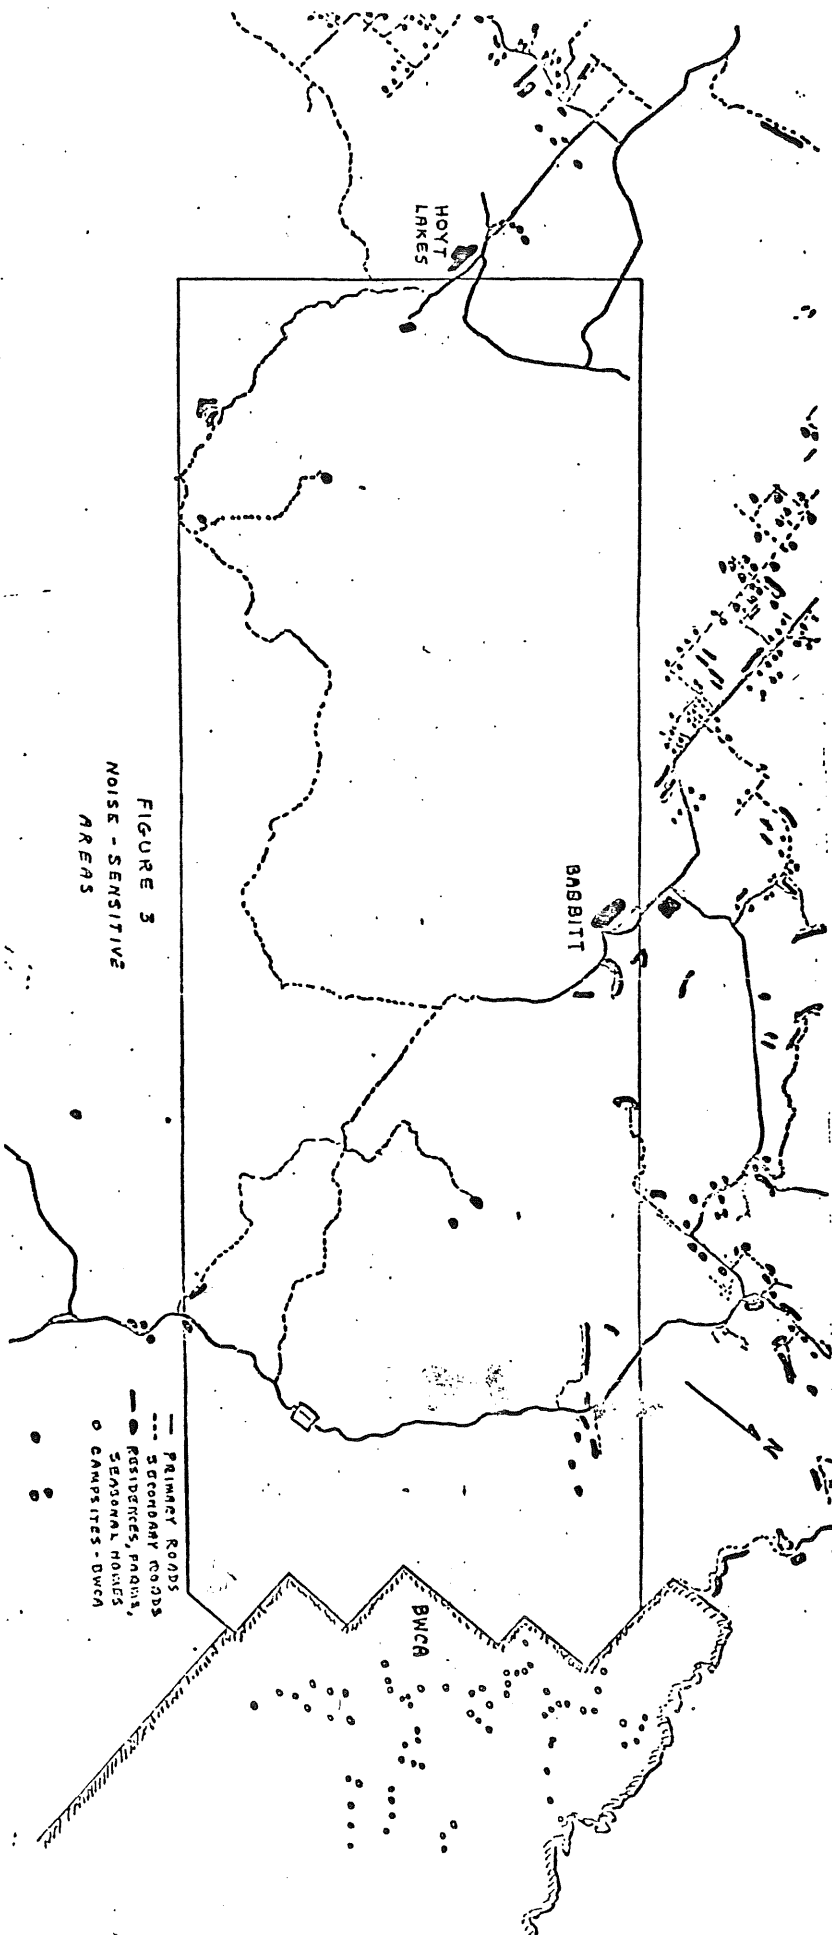 HOYT
LAKES
BABBITT
FIGURE 3
NOISE - SENSITIVE
AREAS
N
BWCA
PRIMARY ROADS
SECONDARY ROADS
RESIDENCES, FARMS,
SEASONAL HOMES
CAMPSITES - BWCA